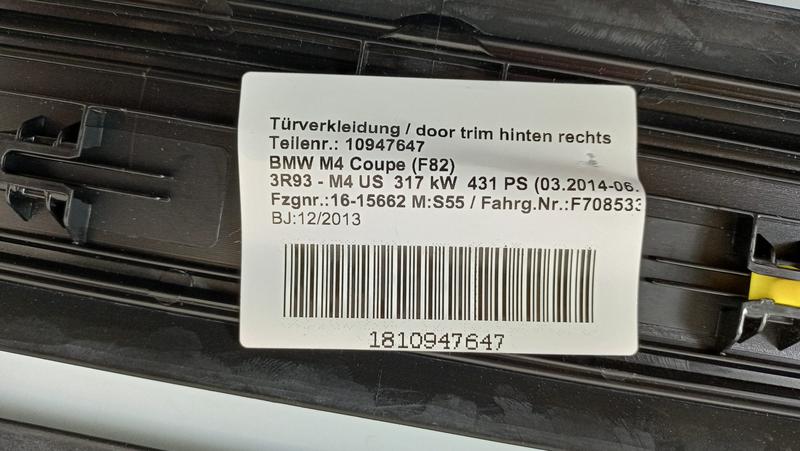 Türverkleidung / door trim hinten rechts
Teilenr.: 10947647
BMW M4 Coupe (F82)
3R93 - M4 US 317 kW 431 PS (03.2014-06.
Fzgnr.:16-15662 M:S55 / Fahrg.Nr.:F708533
BJ:12/2013
1810947647